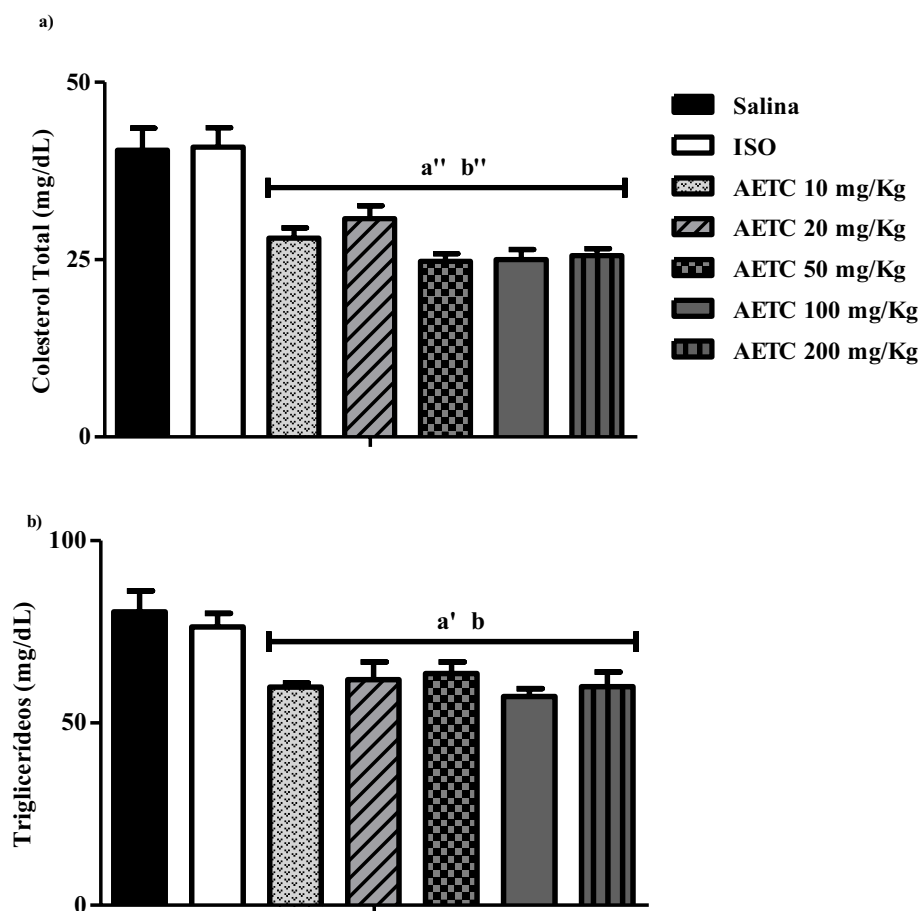 a)
50
25
0
Colesterol Total (mg/dL)
a'' b''
Salina
ISO
AETC 10 mg/Kg
AETC 20 mg/Kg
AETC 50 mg/Kg
AETC 100 mg/Kg
AETC 200 mg/Kg
b)
100
50
0
Triglicerídeos (mg/dL)
a' b